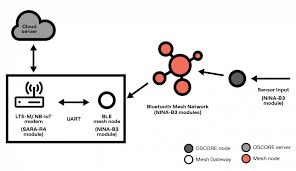 Cloud
server
LTE-M/ NB-IoT
modem
(SARA-R4
module)
UART
BLE
mesh node
(NINA-B3
module)
Bluetooth Mesh Network
(NINA-B3 modules)
Sensor Input
(NINA-B3
module)
OSCORE node
OSCORE server
Mesh Gateway
Mesh node